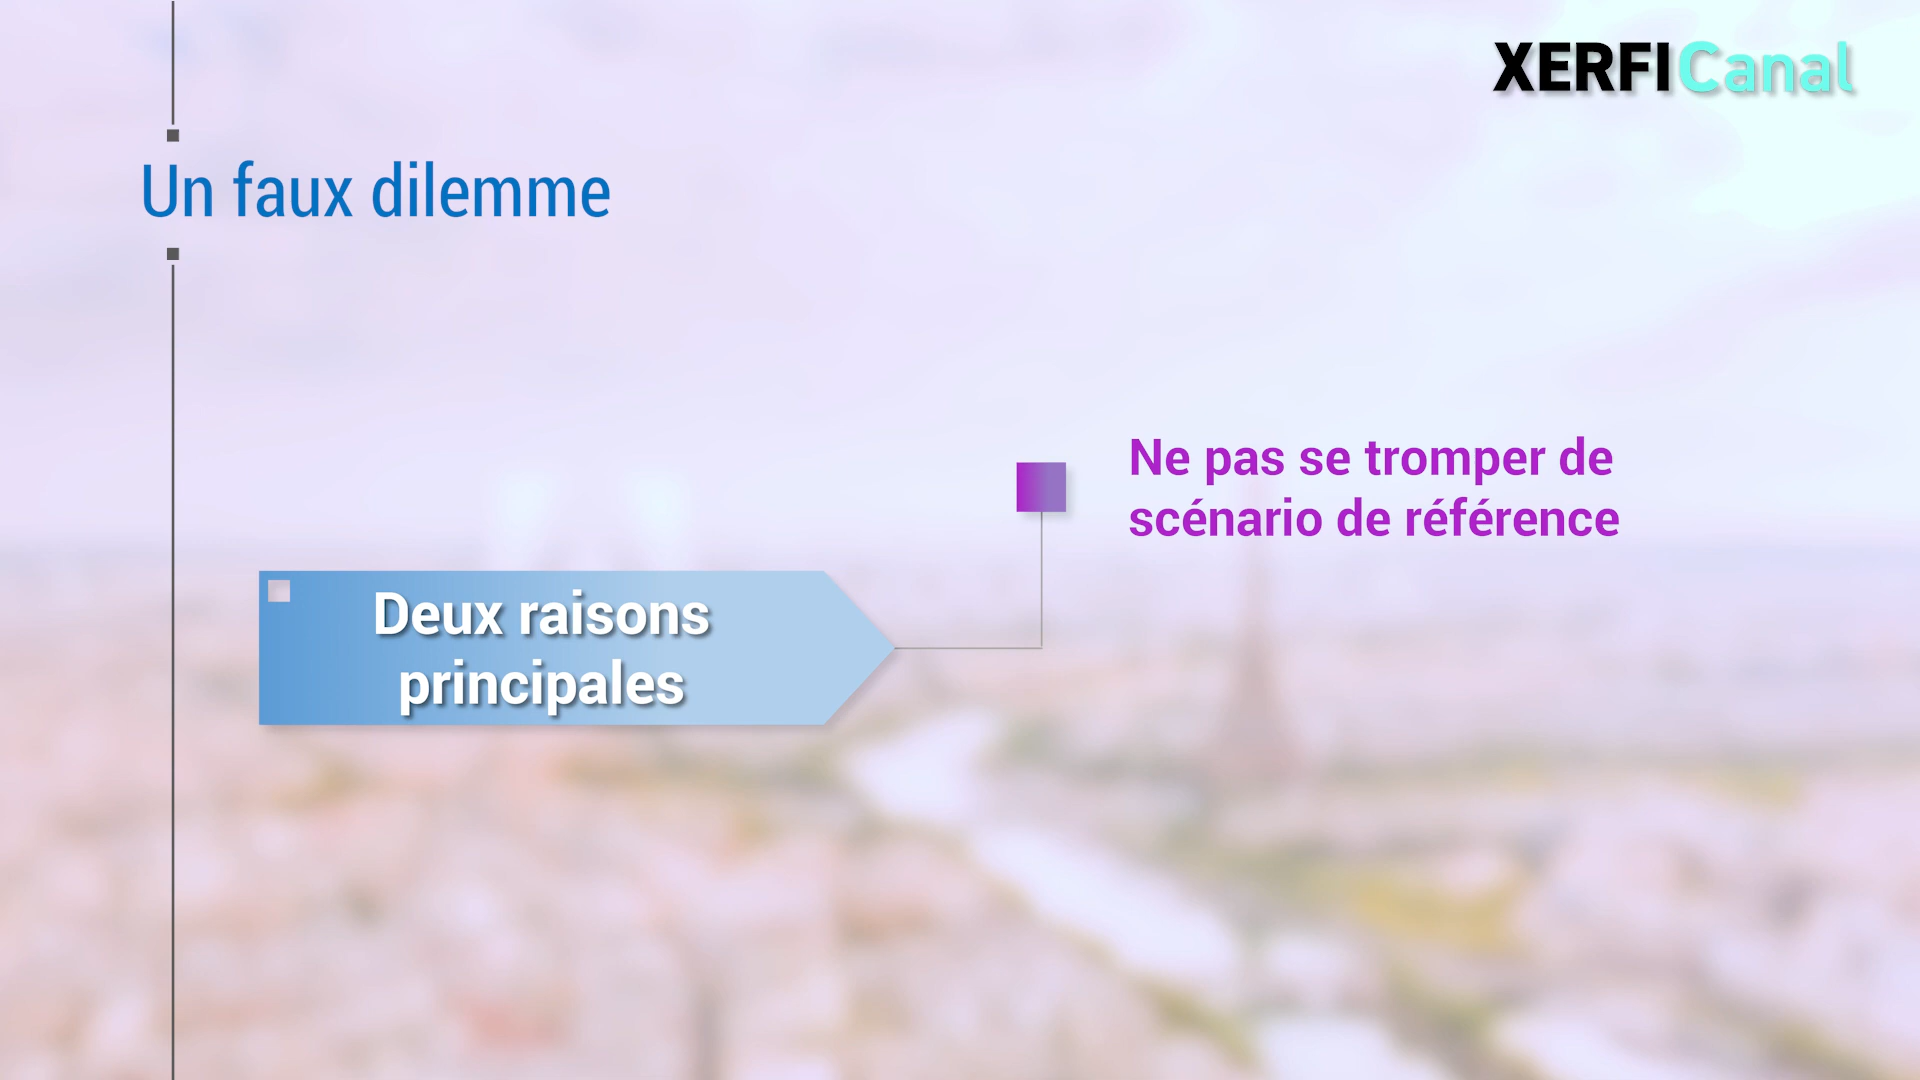 XERFI Canal
Un faux dilemme
Ne pas se tromper de
scénario de référence
Deux raisons
principales